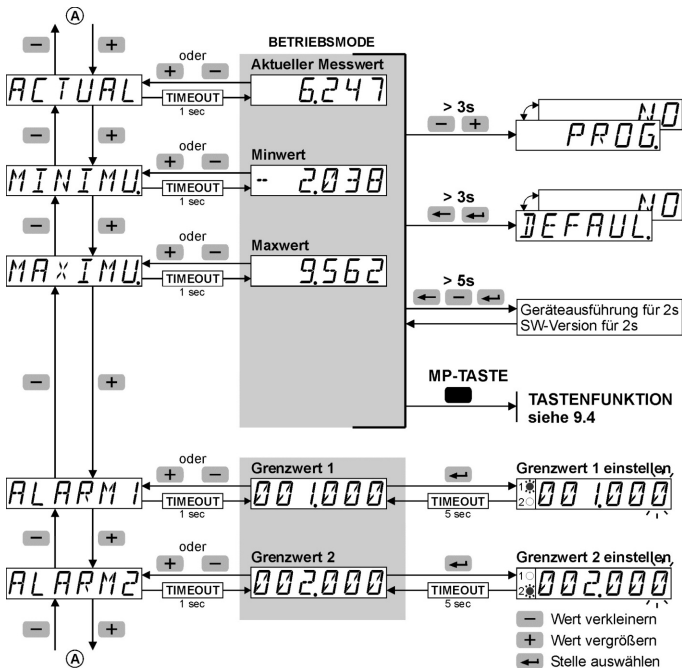 A
− +
BETRIEBSMODE
oder
+ −
Aktueller Messwert
ACTUAL
TIMEOUT
1 sec
6.247
> 3s
− +
NO
PROG.
− +
oder
+ −
Minwert
MINIMU.
TIMEOUT
1 sec
- 2.038
> 3s
NO
DEFAUL.
− +
oder
+ −
Maxwert
MAXIMU.
TIMEOUT
1 sec
9.562
> 5s
−
Geräteausführung für 2s
SW-Version für 2s
− +
MP-TASTE
TASTENFUNKTION
siehe 9.4
oder
+ −
Grenzwert 1
Grenzwert 1 einstellen
ALARM1
TIMEOUT
1 sec
001.000
TIMEOUT
5 sec
1
2
001.000
− +
oder
+ −
Grenzwert 2
Grenzwert 2 einstellen
ALARM2
TIMEOUT
1 sec
002.000
TIMEOUT
5 sec
1
2
002.000
− +
A
− Wert verkleinern
+ Wert vergrößern
Stelle auswählen